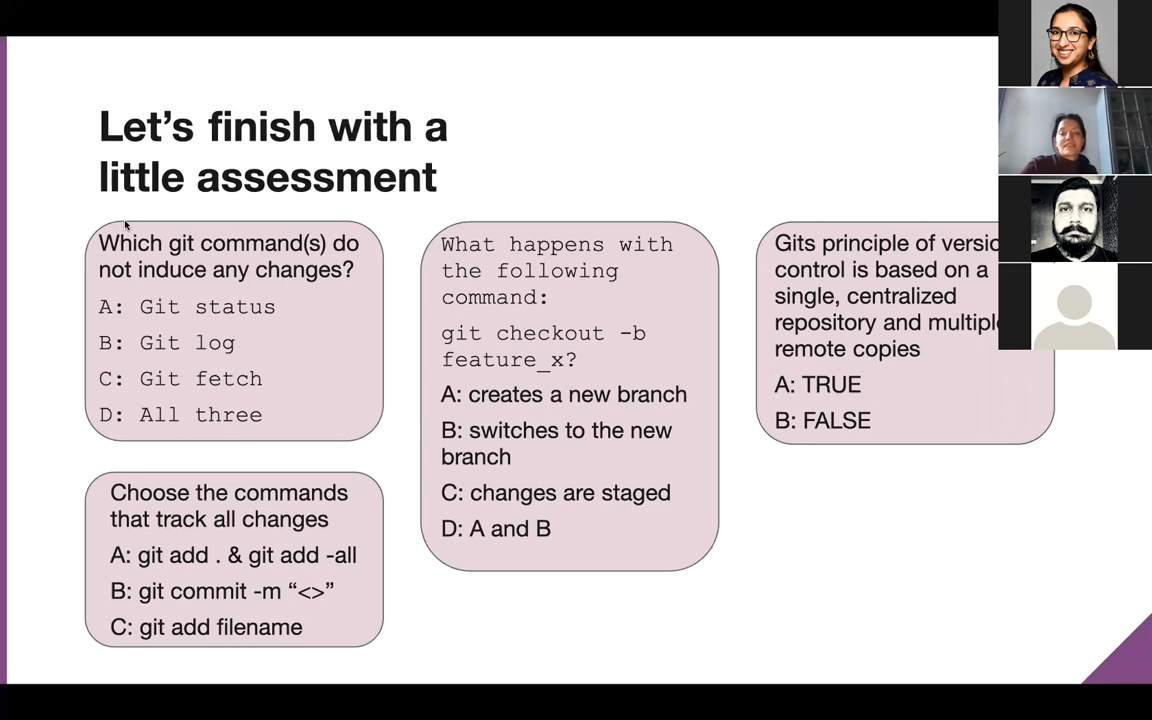 Let’s finish with a
little assessment
Which git command(s) do
not induce any changes?
A: Git status
B: Git log
C: Git fetch
D: All three
Choose the commands
that track all changes
A: git add . & git add -all
B: git commit -m “<>”
C: git add filename
What happens with
the following
command:
git checkout -b
feature_x?
A: creates a new branch
B: switches to the new
branch
C: changes are staged
D: A and B
Gits principle of
control is based on a
single, centralized
repository and
remote copies
A: TRUE
B: FALSE